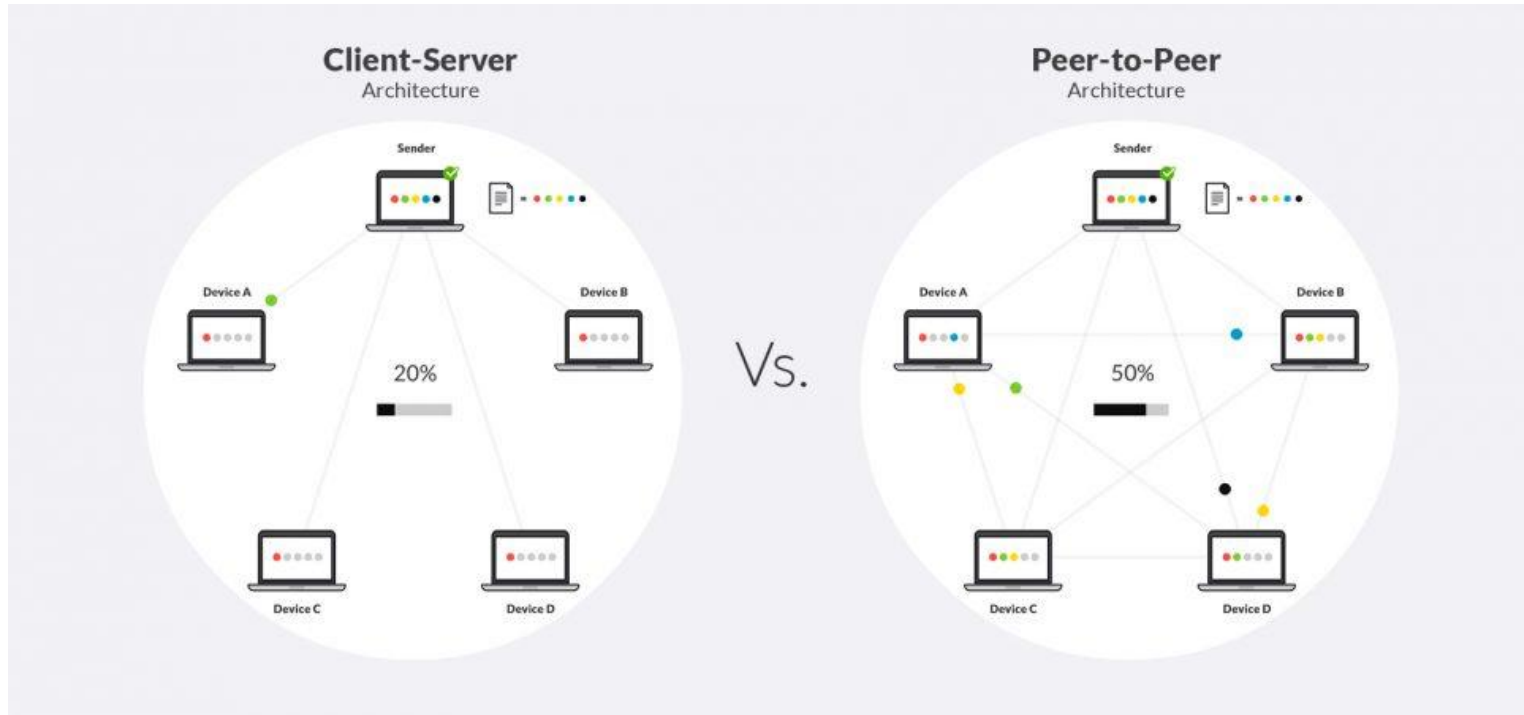 Client-Server
Architecture
Sender
=
Device A
Device B
20%
Device C
Device D
Vs.
Peer-to-Peer
Architecture
Sender
=
Device A
Device B
50%
Device C
Device D